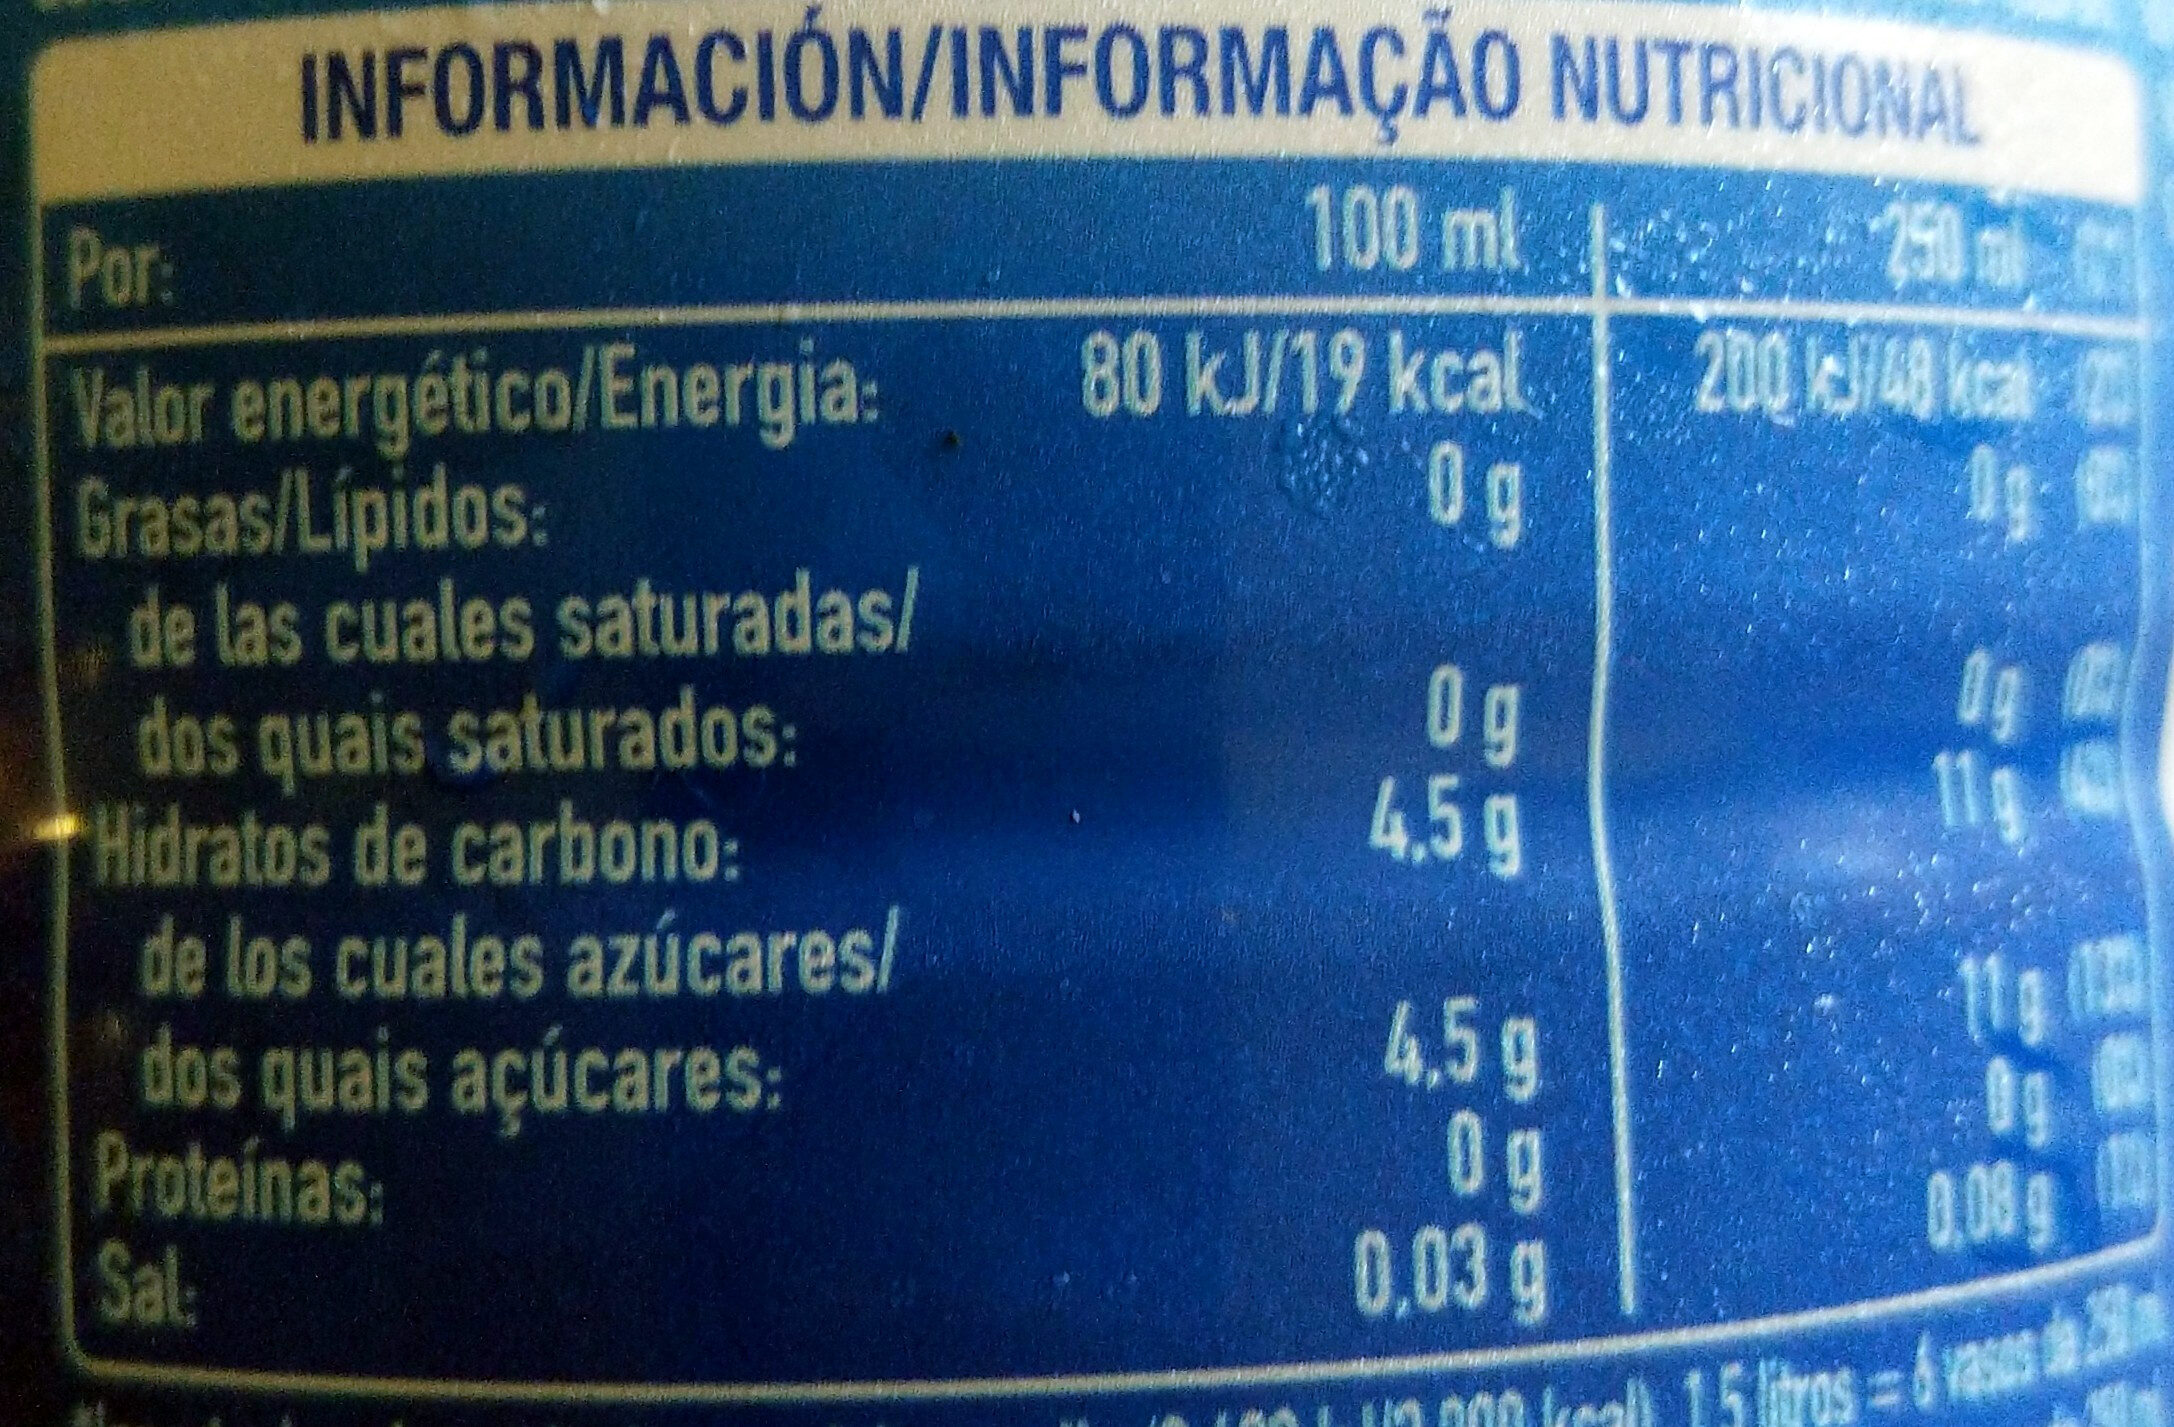 INFORMACIÓN/INFORMAÇÃO NUTRICIONAL
Por: 100 ml 250 ml
Valor energético/Energia: 80 kJ/19 kcal 200 kJ/48 kcal
Grasas/Lípidos: 0 g 0 g
de las cuales saturadas/
dos quais saturados: 0 g 0 g
Hidratos de carbono: 4,5 g 11 g
de los cuales azúcares/
dos quais açúcares: 4,5 g 11 g
Proteínas: 0 g 0 g
Sal: 0,03 g 0,08 g
kcal) 1,5 litros = 6 vasos de 250